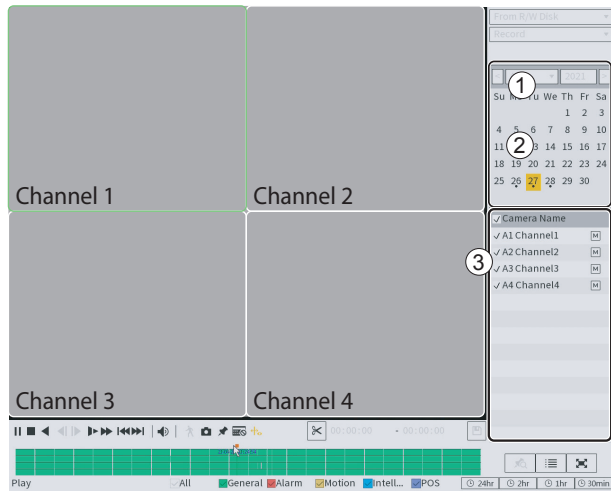 From R/W Disk
Record
2021
1
Su Mo Tu We Th Fr Sa
1 2 3
4 5 6 7 8 9 10
11 13 14 15 16 17
2
18 19 20 21 22 23 24
25 26 27 28 29 30
Channel 1
Channel 2
Camera Name
A1 Channel1 M
A2 Channel2 M
3
A3 Channel3 M
A4 Channel4 M
Channel 3
Channel 4
00:00:00 - 00:00:00
Play
All General Alarm Motion Intell... POS
24hr 2hr 1hr 30min